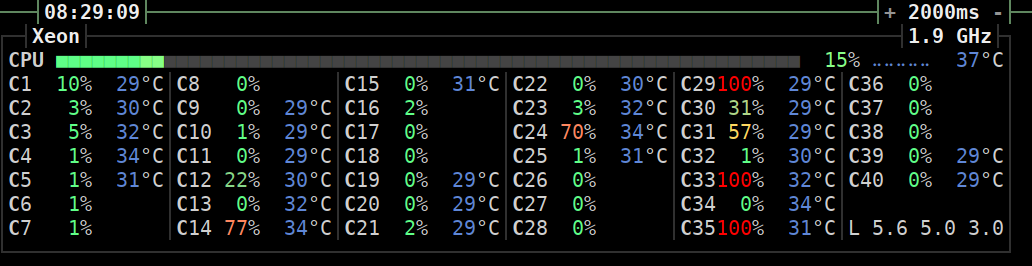 08:29:09 + 2000ms -
Xeon 1.9 GHz
CPU 15% 37°C
C1 10% 29°C C8 0% C15 0% 31°C C22 0% 30°C C29100% 29°C C36 0%
C2 3% 30°C C9 0% 29°C C16 2% C23 3% 32°C C30 31% 29°C C37 0%
C3 5% 32°C C10 1% 29°C C17 0% C24 70% 34°C C31 57% 29°C C38 0%
C4 1% 34°C C11 0% 29°C C18 0% C25 1% 31°C C32 1% 30°C C39 0% 29°C
C5 1% 31°C C12 22% 30°C C19 0% 29°C C26 0% C33100% 32°C C40 0% 29°C
C6 1% C13 0% 32°C C20 0% 29°C C27 0% C34 0% 34°C
C7 1% C14 77% 34°C C21 2% 29°C C28 0% C35100% 31°C L 5.6 5.0 3.0